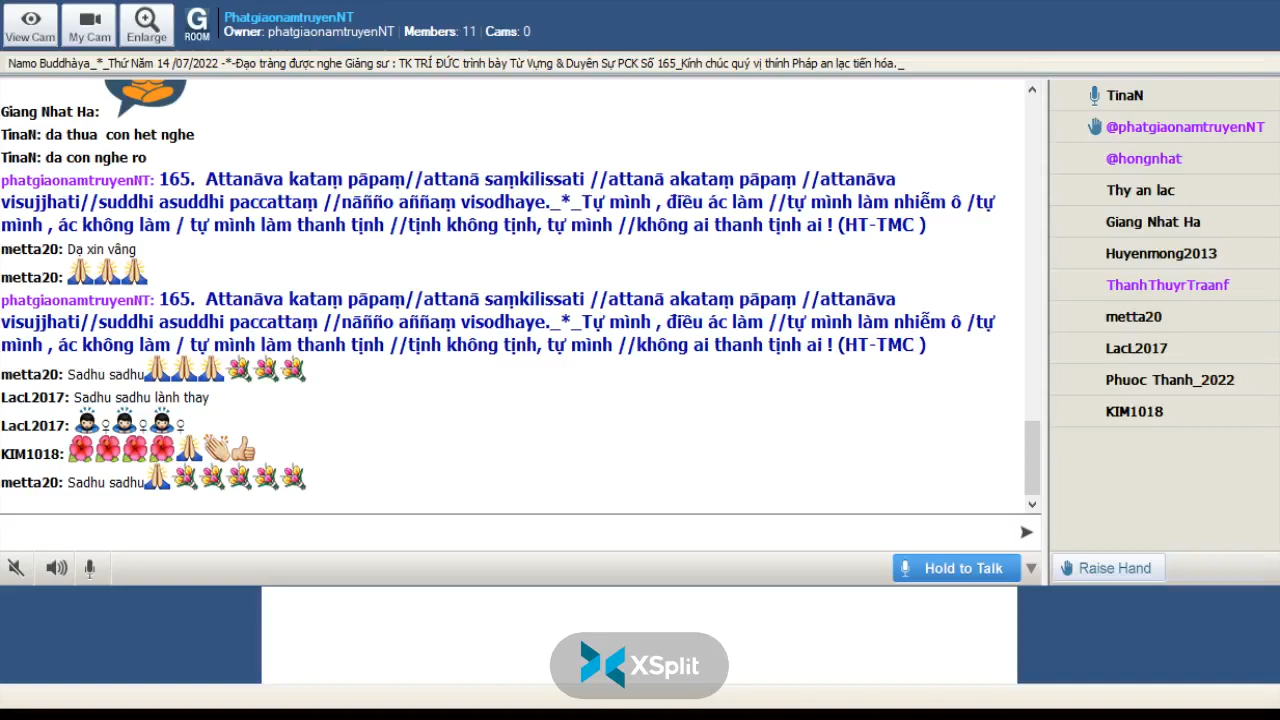 View Cam
My Cam
Enlarge
G
ROOM
PhatgiaonamtruyenNT
Owner: phatgiaonamtruyenNT Members: 11 Cams: 0
Namo Buddhàya_*_Thứ Năm 14 /07/2022 -*-Đạo tràng được nghe Giảng sư : TK TRÍ ĐỨC trình bày Từ Vựng & Duyên Sự PCK Số 165_Kính chúc quý vị thính Pháp an lạc tiến hóa._
Giang Nhat Ha:
TinaN: da thua con het nghe
TinaN: da con nghe ro
phatgiaonamtruyenNT: 165. Attanāva kataṃ pāpaṃ//attanā saṃkilissati //attanā akataṃ pāpaṃ //attanāva
visujjhati//suddhi asuddhi paccattaṃ //nāñño aññaṃ visodhaye._*_Tự mình , điều ác làm //tự mình làm nhiễm ô /tự
mình , ác không làm / tự mình làm thanh tịnh //tịnh không tịnh, tự mình //không ai thanh tịnh ai ! (HT-TMC )
metta20: Dạ xin vâng
metta20:
phatgiaonamtruyenNT: 165. Attanāva kataṃ pāpaṃ//attanā saṃkilissati //attanā akataṃ pāpaṃ //attanāva
visujjhati//suddhi asuddhi paccattaṃ //nāñño aññaṃ visodhaye._*_Tự mình , điều ác làm //tự mình làm nhiễm ô /tự
mình , ác không làm / tự mình làm thanh tịnh //tịnh không tịnh, tự mình //không ai thanh tịnh ai ! (HT-TMC )
metta20: Sadhu sadhu
LacL2017: Sadhu sadhu lành thay
LacL2017:
KIM1018:
metta20: Sadhu sadhu
TinaN
@phatgiaonamtruyenNT
@hongnhat
Thy an lac
Giang Nhat Ha
Huyenmong2013
ThanhThuyrTraanf
metta20
LacL2017
Phuoc Thanh_2022
KIM1018
Hold to Talk
Raise Hand
XSplit